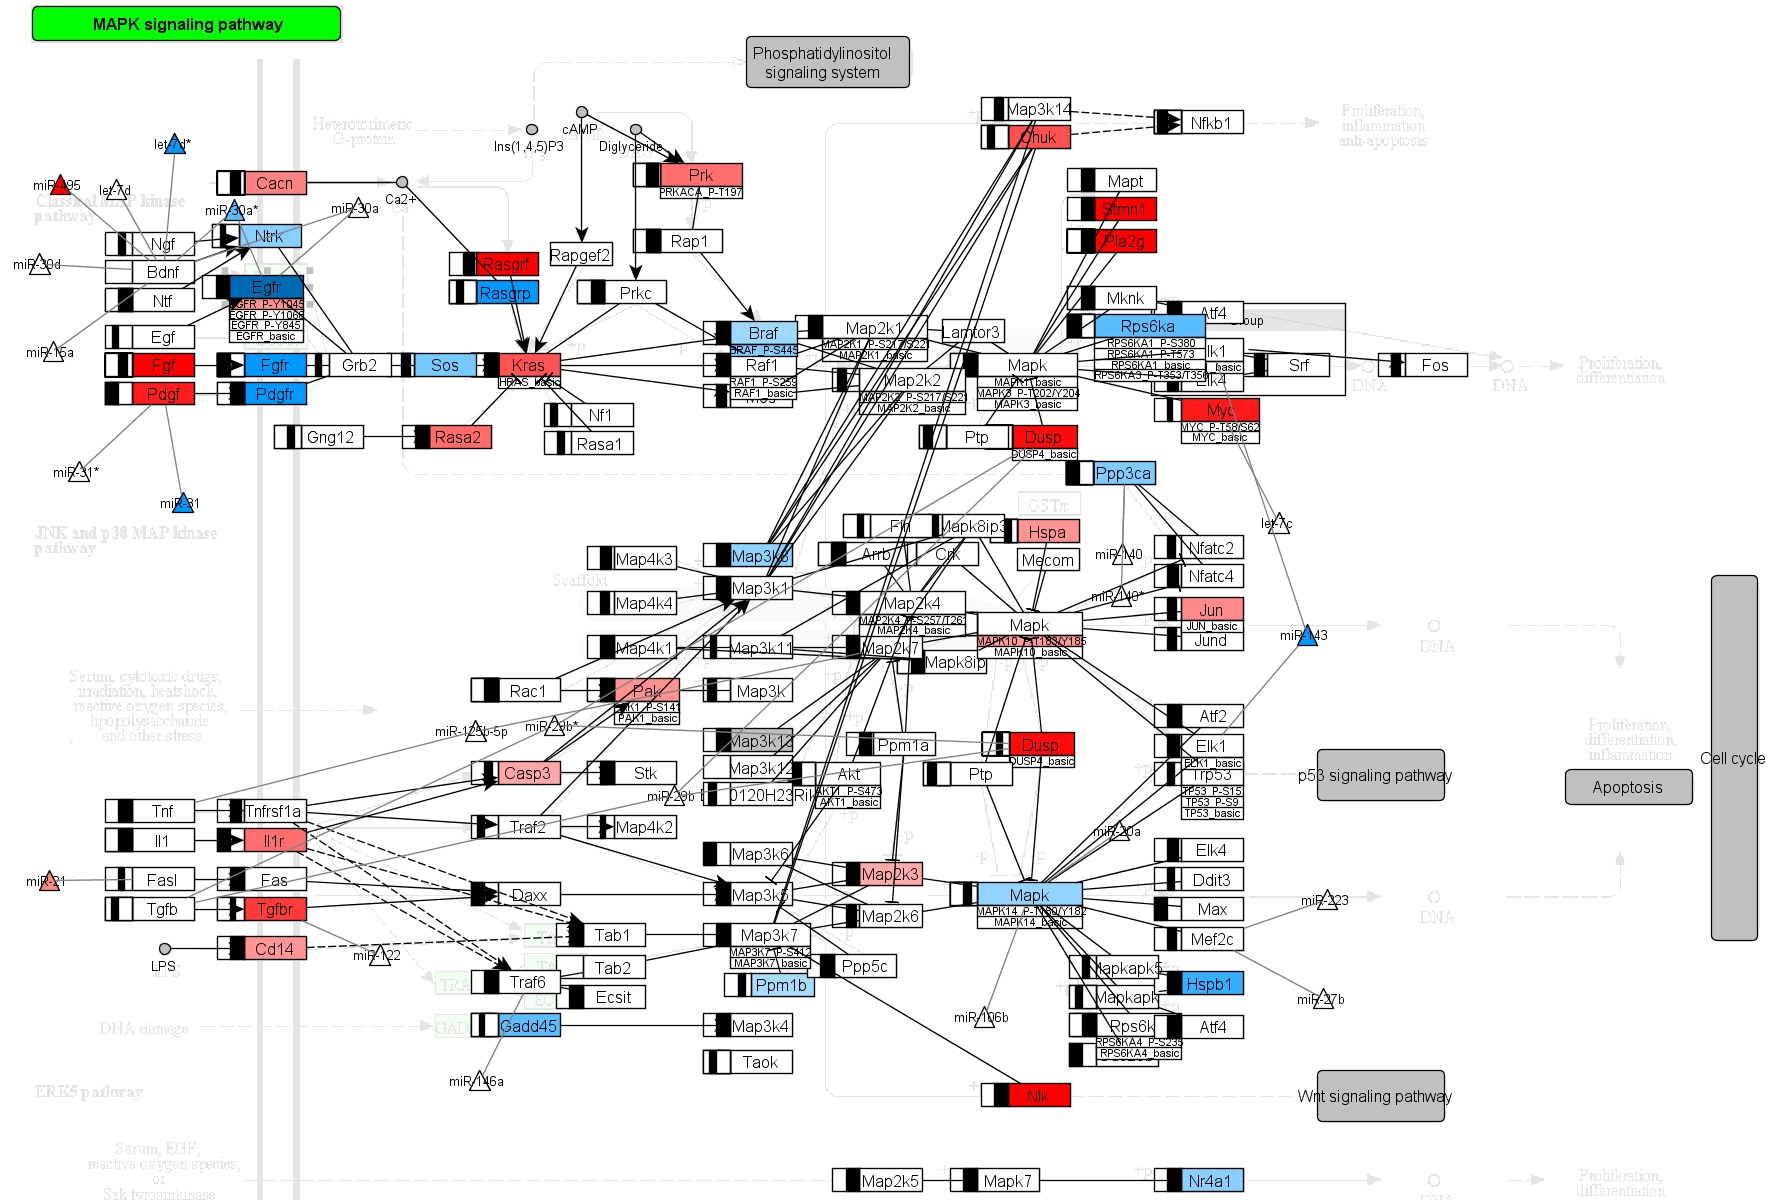 MAPK signaling pathway
Phosphatidylinositol
signaling system
Heterotorimeric
G-protein
cAMP
Ins(1,4,5)P3
Diglyceride
Map3k14
Chuk
Nfkb1
Proliferation,
inflammation
anti-apoptosis
let-7d*
miR-495
let-7d
Classical MAP kinase
pathway
miR-30a*
miR-30a
Cacn
Ca2+
Prk
PRKACA_P-T197
Mapt
Stmn1
Pla2g
Ngf
Ntrk
Bdnf
miR-30d
Ntf
Egfr
EGFR_P-Y1045
EGFR_P-Y1068
EGFR_P-Y845
EGFR_basic
Rasgrf
Rasgrp
Rapgef2
Rap1
Prkc
Mknk
Atf4
Group
Egf
miR-15a
Fgf
Fgfr
Pdgf
Pdgfr
Grb2
Sos
Kras
HRAS_basic
Braf
BRAF_P-S445
Raf1
RAF1_P-S259
RAF1_basic
Map2k1
MAP2K1_P-S217/S221
MAP2K1_basic
Lamtor3
Map2k2
MAP2K2_P-S217/S221
MAP2K2_basic
Mapk
MAPK1_basic
MAPK3_P-T202/Y204
MAPK3_basic
Rps6ka
RPS6KA1_P-S380
RPS6KA1_P-T573
RPS6KA1_basic
RPS6KA3_P-T353/T356
Elk4
Srf
DNA
Fos
DNA
Proliferation,
differentiation
Myc
MYC_P-T58/S62
MYC_basic
Nf1
Rasa1
Gng12
Rasa2
Ptp
Dusp
DUSP4_basic
Ppp3ca
miR-31*
miR-31
GSTπ
let-7c
JNK and p38 MAP kinase
pathway
Fln
Mapk8ip3
Hspa
Arrb
Crk
Mecom
miR-140
miR-140*
Nfatc2
Nfatc4
Scaffold
Map4k3
Map3k8
Map3k1
Map4k4
Map2k4
MAP2K4_P-S257/T261
MAP2K4_basic
Mapk
MAPK10_P-T183/Y185
MAPK10_basic
Jun
JUN_basic
Jund
DNA
miR-143
Map4k1
Map3k11
Map2k7
Mapk8ip
Serum, cytotoxic drugs,
irradiation, heatshock,
reactive oxygen species,
lipopolysaccharide
and other stress
Rac1
Pak
PAK1_P-S141
PAK1_basic
Map3k
miR-125b-5p
miR-29b*
Map3k13
Map3k12
0120H23Rik
Ppm1a
Akt
AKT1_P-S473
AKT1_basic
Ptp
Dusp
DUSP4_basic
Atf2
Elk1
ELK1_basic
Trp53
TP53_P-S15
TP53_P-S9
TP53_basic
p53 signaling pathway
Proliferation,
differentiation,
inflammation
Apoptosis
Cell cycle
Casp3
Stk
miR-29b
Tnf
Tnfrsf1a
Traf2
Map4k2
Il1
Il1r
miR-20a
Map3k6
Elk4
miR-21
Fasl
Fas
Daxx
Map3k5
Map2k3
Mapk
MAPK14_P-T180/Y182
MAPK14_basic
Ddit3
miR-223
DNA
Tgfb
Tgfbr
Map2k6
Max
LPS
Cd14
miR-122
Tab1
Map3k7
MAP3K7_P-S412
MAP3K7_basic
Mef2c
Tab2
Ppp5c
Mapkapk5
Traf6
Ecsit
Ppm1b
Mapkapk
Hspb1
miR-27b
DNA damage
Gadd45
Map3k4
miR-106b
Rps6k
RPS6KA4_P-S235
RPS6KA4_basic
Atf4
Taok
miR-146a
ERK5 pathway
Nlk
Wnt signaling pathway
Serum, EGF,
reactive oxygen species,
or
Srk tyrosinkinase
Map2k5
Mapk7
Nr4a1
DNA
Proliferation,
differentiation